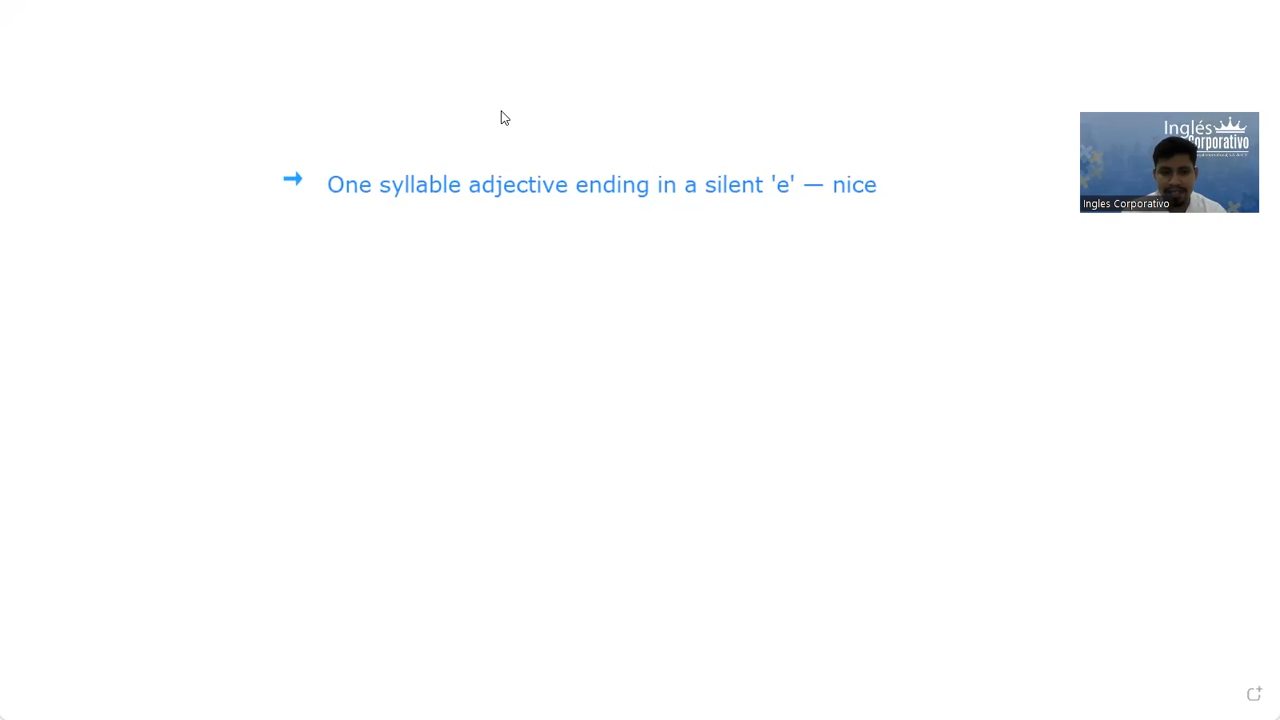 One syllable adjective ending in a silent 'e' — nice
Inglés
Corporativo
Ingles Corporativo